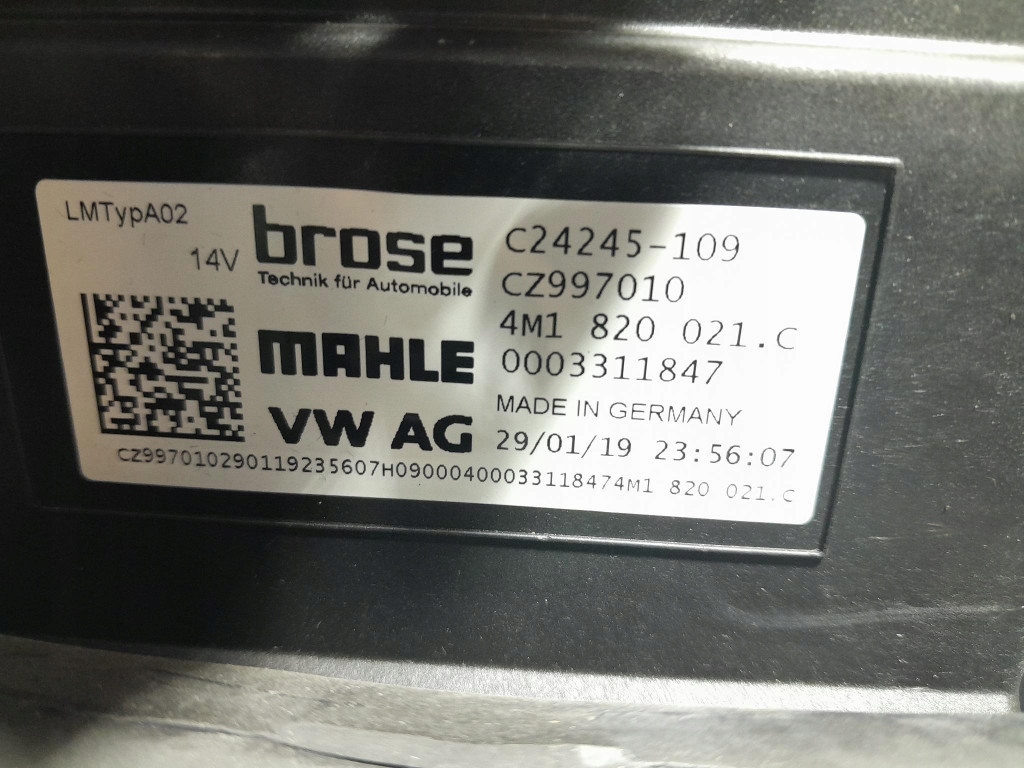 LMTypA02
14V
brose
Technik für Automobile
MAHLE
VW AG
C24245-109
CZ997010
4M1 820 021.C
0003311847
MADE IN GERMANY
29/01/19 23:56:07
CZ997010290119235607H09000400033118474M1 820 021.C